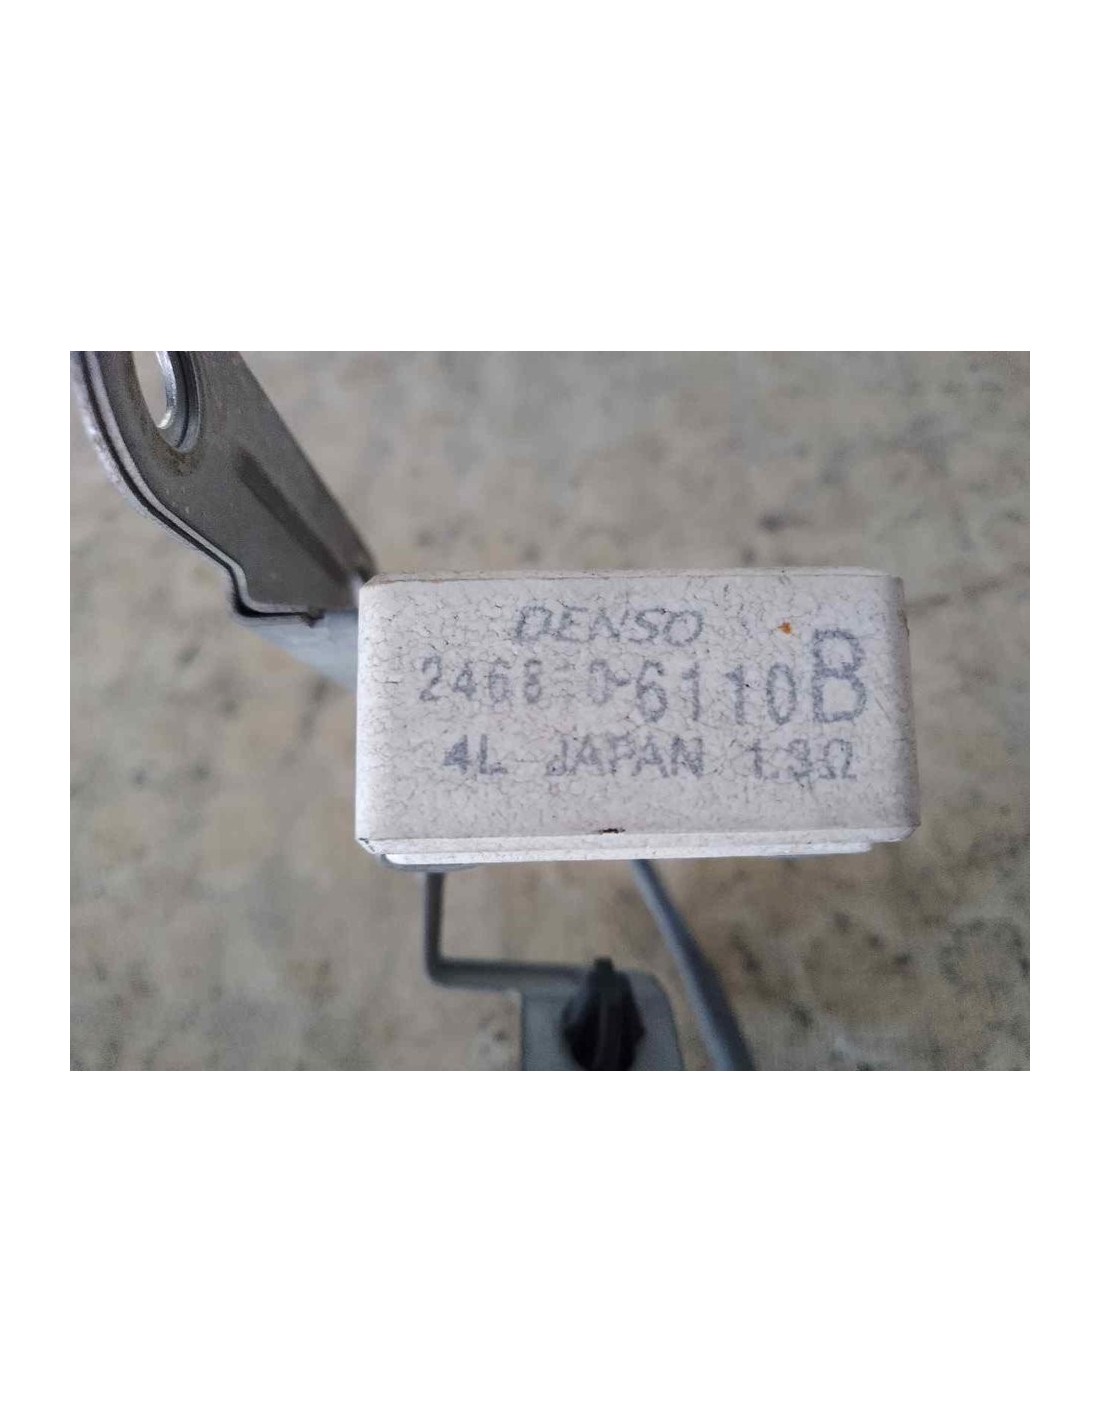 DENSO
2468 0-6110B
4L JAPAN 1.3Ω